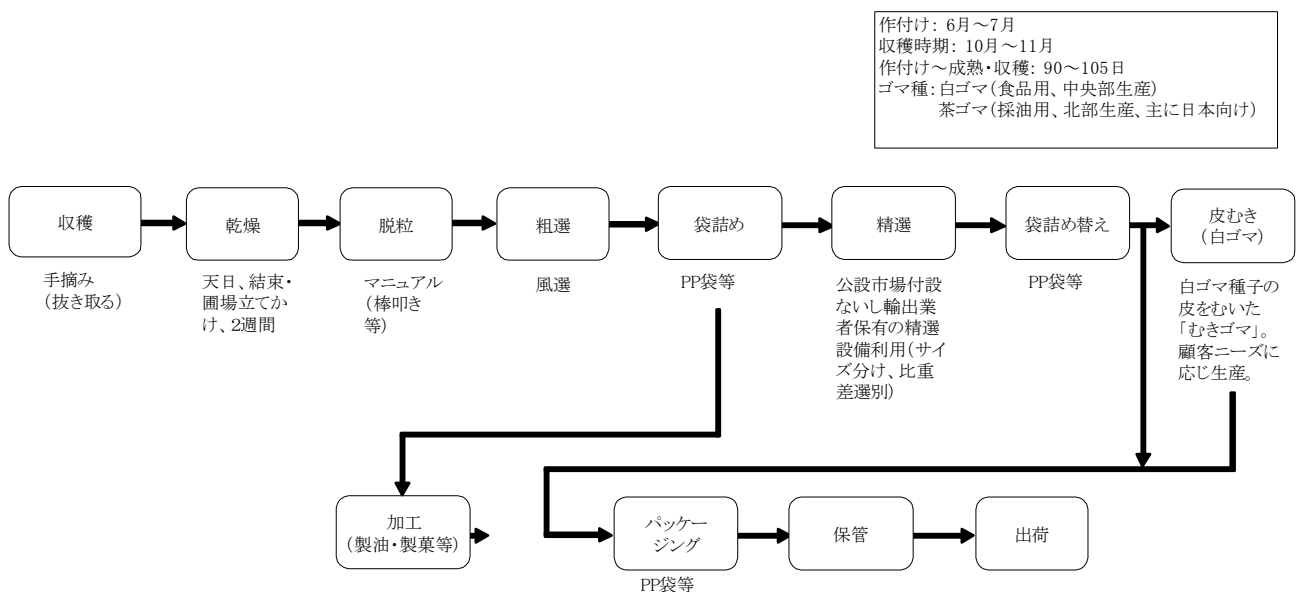 作付け: 6月～7月
収穫時期: 10月～11月
作付け～成熟・収穫: 90～105日
ゴマ種: 白ゴマ(食品用、中央部生産)
茶ゴマ(採油用、北部生産、主に日本向け)
収穫
乾燥
脱粒
粗選
袋詰め
精選
袋詰め替え
皮むき
(白ゴマ)
手摘み
(抜き取る)
天日、結束・
圃場立てか
け、2週間
マニュアル
(棒叩き
等)
風選
PP袋等
公設市場付設
ないし輸出業
者保有の精選
設備利用(サイ
ズ分け、比重
差選別)
PP袋等
白ゴマ種子の
皮をむいた
「むきゴマ」。
顧客ニーズに
応じ生産。
加工
(製油・製菓等)
パッケー
ジング
保管
出荷
PP袋等